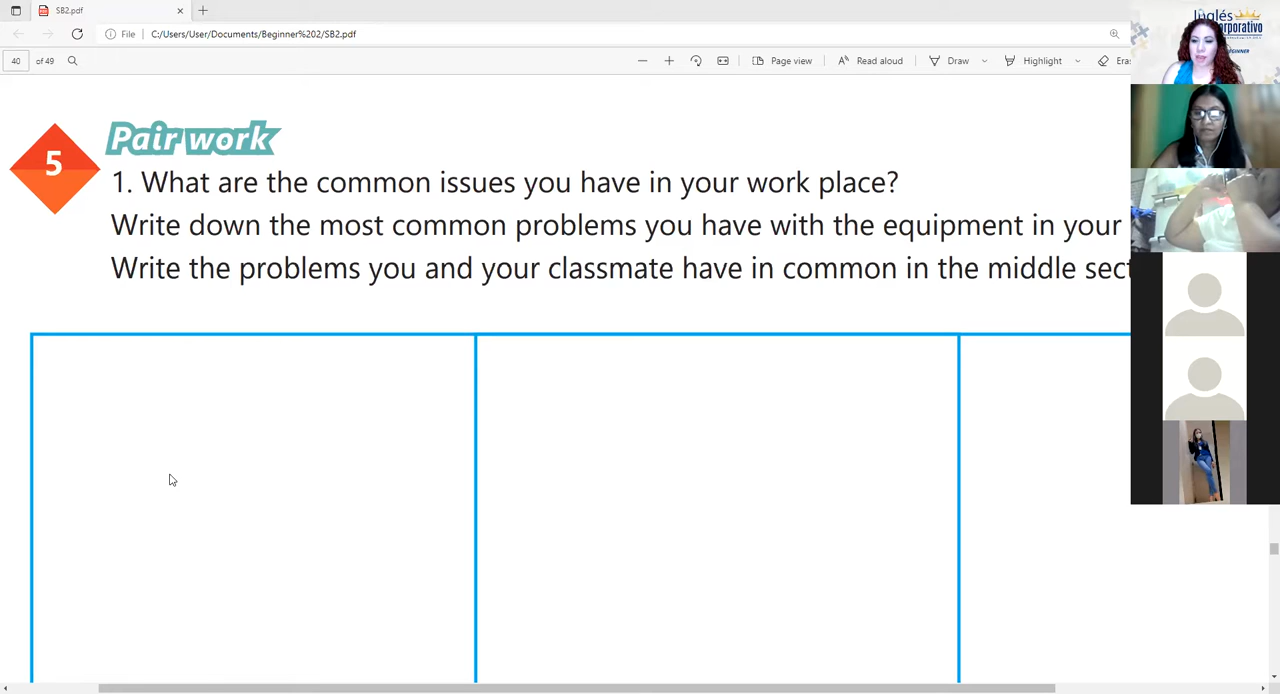 SB2.pdf
File
C:/Users/User/Documents/Beginner%202/SB2.pdf
40 of 49
Page view
Read aloud
Draw
Highlight
Inglés
Corporativo
5
Pair work
1. What are the common issues you have in your work place?
Write down the most common problems you have with the equipment in your
Write the problems you and your classmate have in common in the middle